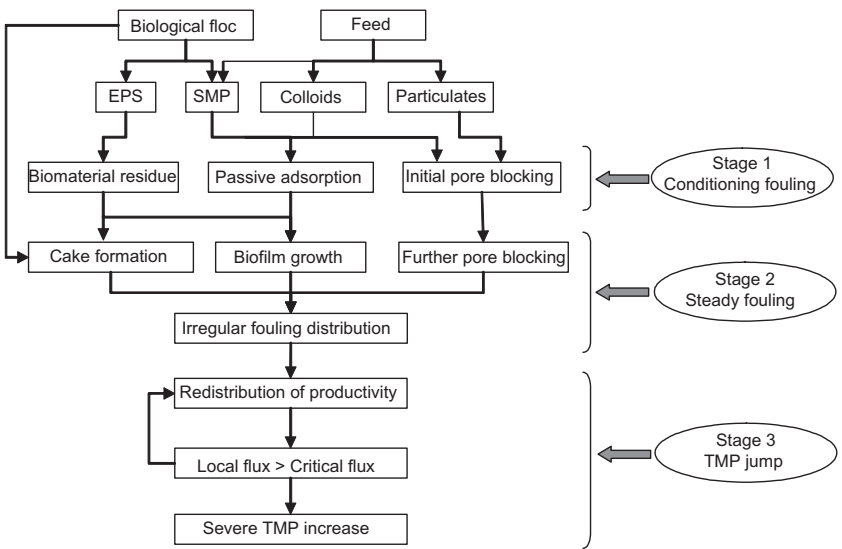 Biological floc
Feed
EPS
SMP
Colloids
Particulates
Biomaterial residue
Passive adsorption
Initial pore blocking
Stage 1
Conditioning fouling
Cake formation
Biofilm growth
Further pore blocking
Stage 2
Steady fouling
Irregular fouling distribution
Redistribution of productivity
Local flux > Critical flux
Stage 3
TMP jump
Severe TMP increase